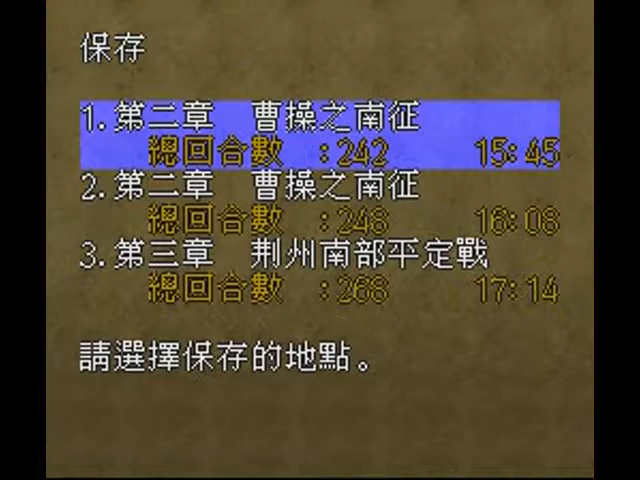 保存
1.第二章 曹操之南征
總回合數 :242 15:45
2.第二章 曹操之南征
總回合數 :248 16:08
3.第三章 荆州南部平定戰
總回合數 :268 17:14
請選擇保存的地點。